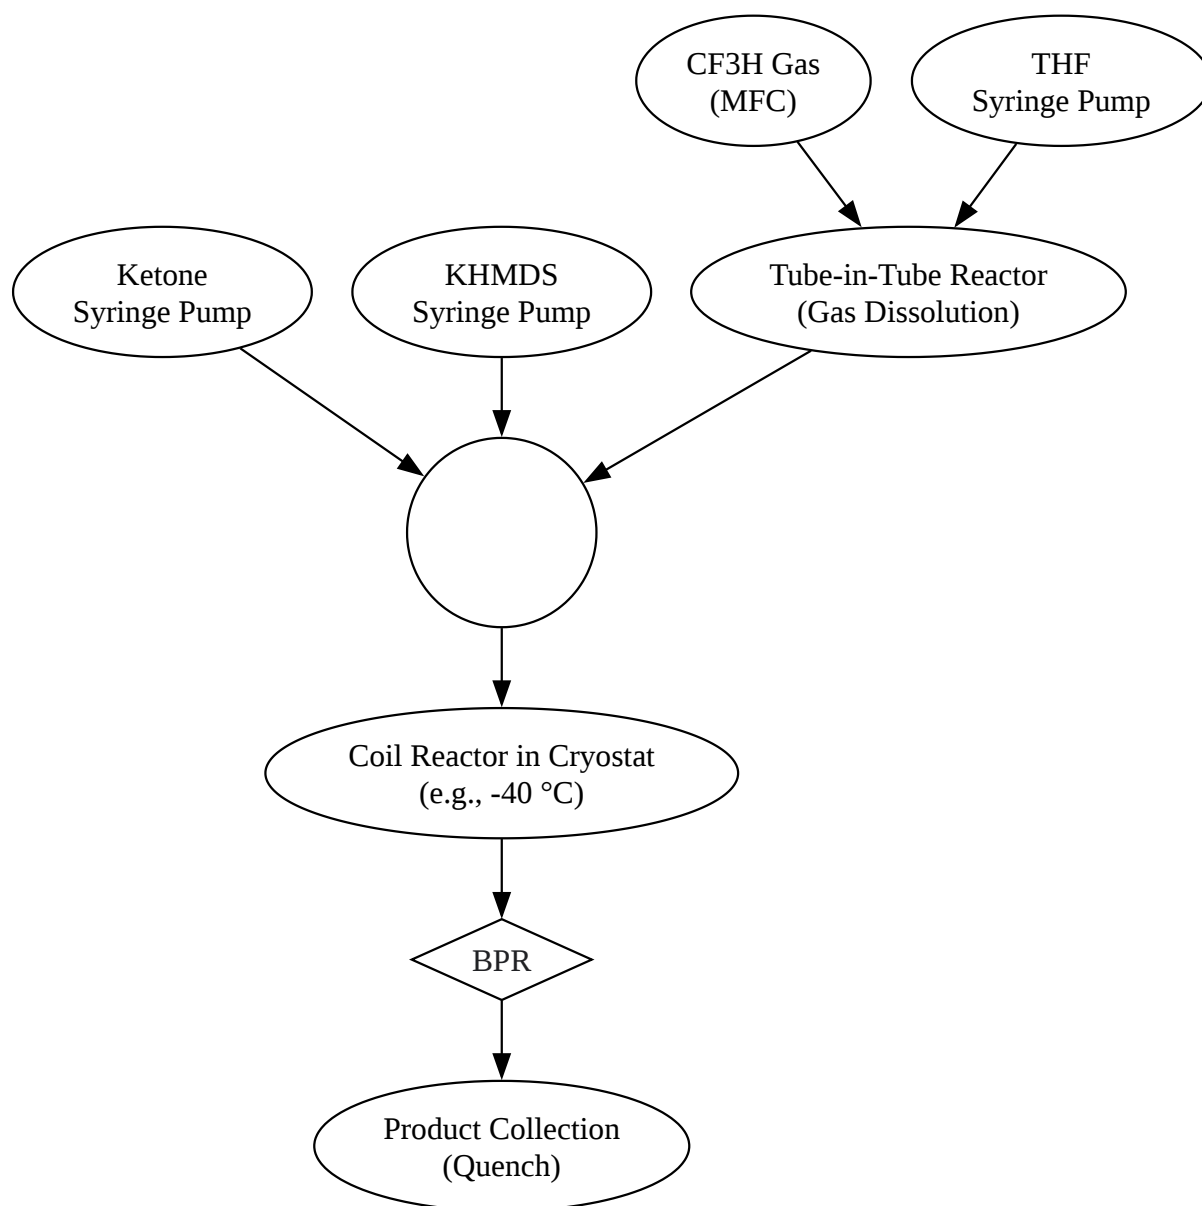 CF3H Gas
(MFC)
THF
Syringe Pump
Ketone
Syringe Pump
KHMDS
Syringe Pump
Tube-in-Tube Reactor
(Gas Dissolution)
Coil Reactor in Cryostat
(e.g., -40 °C)
BPR
Product Collection
(Quench)